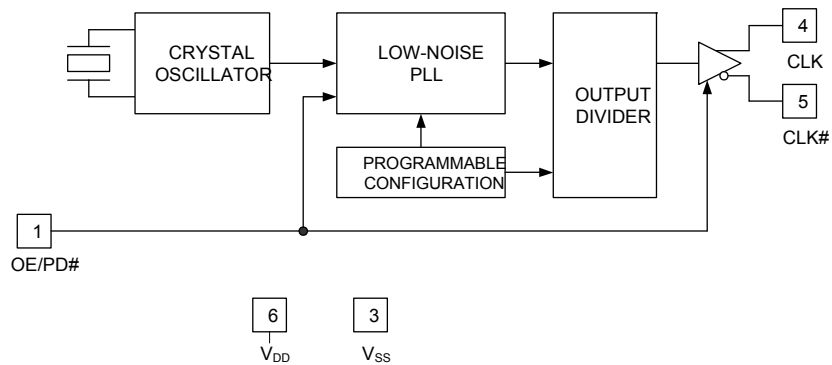 CRYSTAL
OSCILLATOR
LOW-NOISE
PLL
OUTPUT
DIVIDER
4
CLK
5
CLK#
PROGRAMMABLE
CONFIGURATION
1
OE/PD#
6
VDD
3
VSS